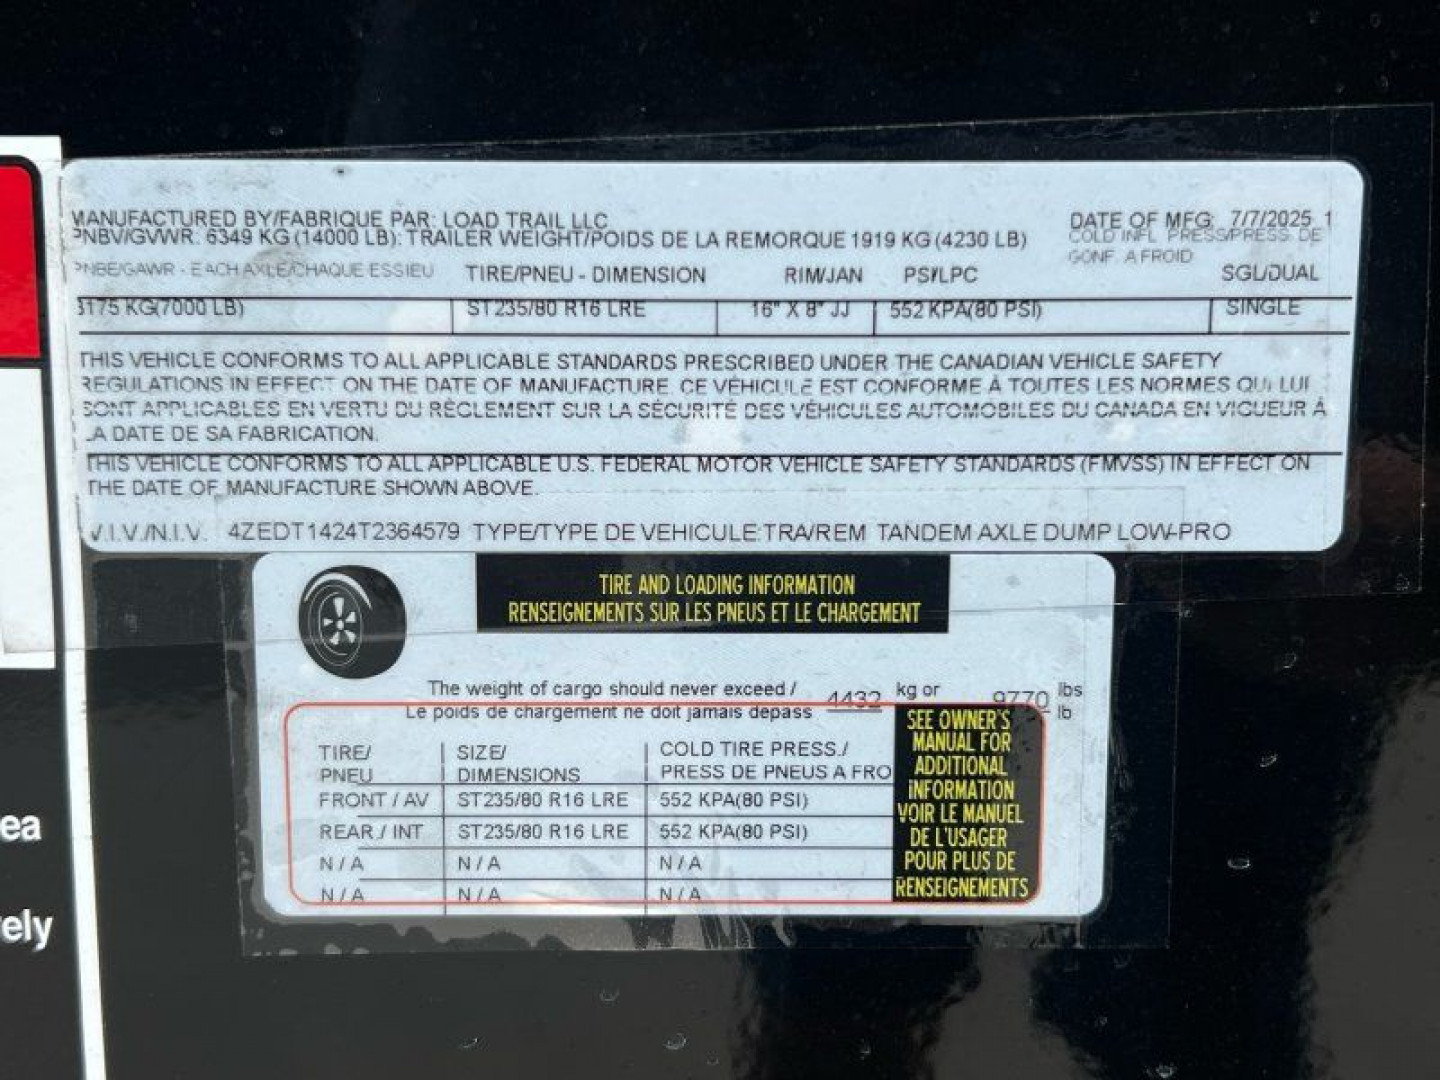 MANUFACTURED BY/FABRIQUE PAR: LOAD TRAIL LLC DATE OF MFG: 7/7/2025 1
PNBV/GVWR: 6349 KG (14000 LB): TRAILER WEIGHT/POIDS DE LA REMORQUE 1919 KG (4230 LB)
COLD INFL PRESS/PRESS. DE GONF. A FROID
PNBE/GAWR - EACH AXLE/CHAQUE ESSIEU TIRE/PNEU - DIMENSION RIM/JAN PSI/LPC SGL/DUAL
3175 KG(7000 LB) ST235/80 R16 LRE 16" X 8" JJ 552 KPA(80 PSI) SINGLE
THIS VEHICLE CONFORMS TO ALL APPLICABLE STANDARDS PRESCRIBED UNDER THE CANADIAN VEHICLE SAFETY
REGULATIONS IN EFFECT ON THE DATE OF MANUFACTURE. CE VÉHICULE EST CONFORME À TOUTES LES NORMES QUI LUI
SONT APPLICABLES EN VERTU DU RÈGLEMENT SUR LA SÉCURITÉ DES VÉHICULES AUTOMOBILES DU CANADA EN VIGUEUR À
LA DATE DE SA FABRICATION.
THIS VEHICLE CONFORMS TO ALL APPLICABLE U.S. FEDERAL MOTOR VEHICLE SAFETY STANDARDS (FMVSS) IN EFFECT ON
THE DATE OF MANUFACTURE SHOWN ABOVE.
V.I.V./N.I.V. 4ZEDT1424T2364579 TYPE/TYPE DE VEHICULE:TRA/REM TANDEM AXLE DUMP LOW-PRO
TIRE AND LOADING INFORMATION
RENSEIGNEMENTS SUR LES PNEUS ET LE CHARGEMENT
The weight of cargo should never exceed / 4432 kg or 9770 lbs
Le poids de chargement ne doit jamais depass lb
TIRE/ SIZE/ COLD TIRE PRESS./
PNEU DIMENSIONS PRESS DE PNEUS A FRO
FRONT / AV ST235/80 R16 LRE 552 KPA(80 PSI)
REAR / INT ST235/80 R16 LRE 552 KPA(80 PSI)
N / A N / A N / A
N / A N / A N / A
SEE OWNER'S
MANUAL FOR
ADDITIONAL
INFORMATION
VOIR LE MANUEL
DE L'USAGER
POUR PLUS DE
RENSEIGNEMENTS
ea
ely